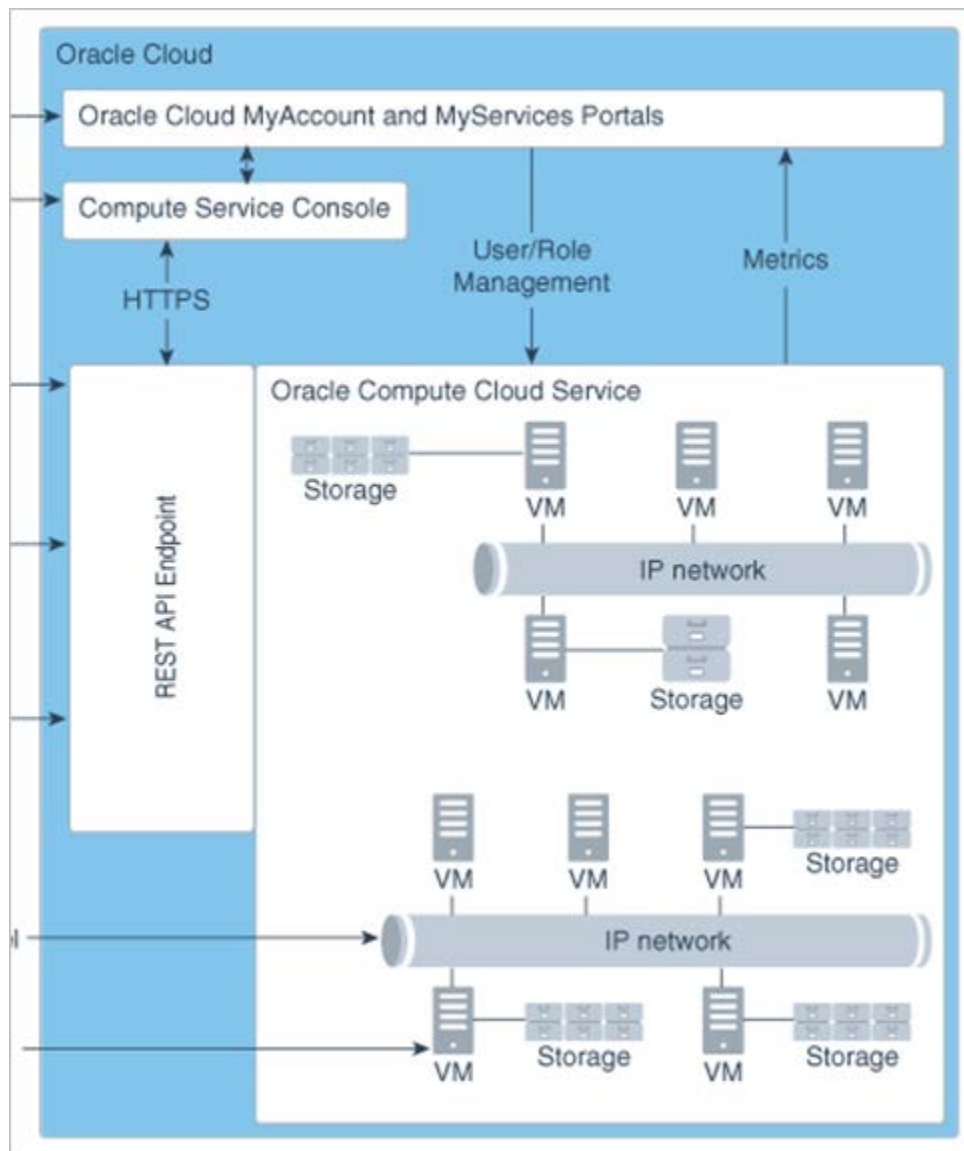 Oracle Cloud
Oracle Cloud MyAccount and MyServices Portals
Compute Service Console
HTTPS
User/Role
Management
Metrics
REST API Endpoint
Oracle Compute Cloud Service
Storage
VM
VM
VM
IP network
VM
Storage
VM
VM
VM
VM
Storage
IP network
VM
Storage
VM
Storage